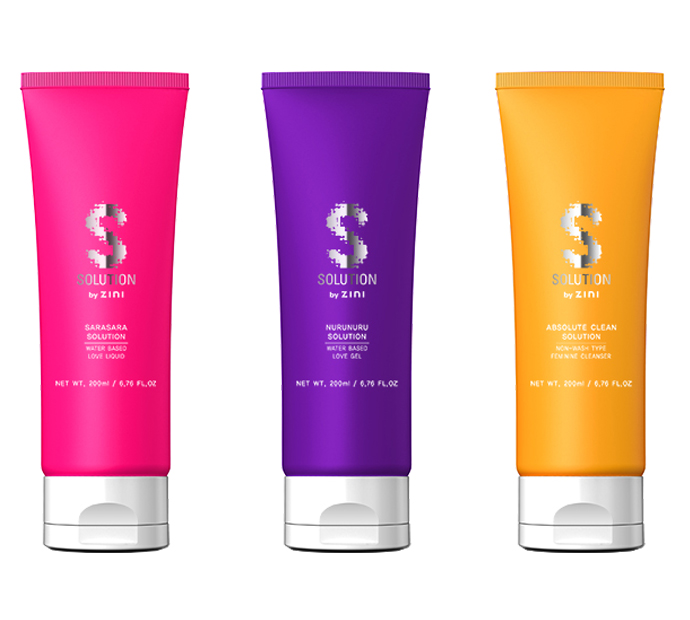 S
SOLUTION
by ZINI
SARASARA
SOLUTION
WATER BASED
LOVE LIQUID
NET WT. 200ml / 6.76 FL.OZ
S
SOLUTION
by ZINI
NURUNURU
SOLUTION
WATER BASED
LOVE GEL
NET WT. 200ml / 6.76 FL.OZ
S
SOLUTION
by ZINI
ABSOLUTE CLEAN
SOLUTION
NON-WASH TYPE
FEMININE CLEANSER
NET WT. 200ml / 6.76 FL.OZ